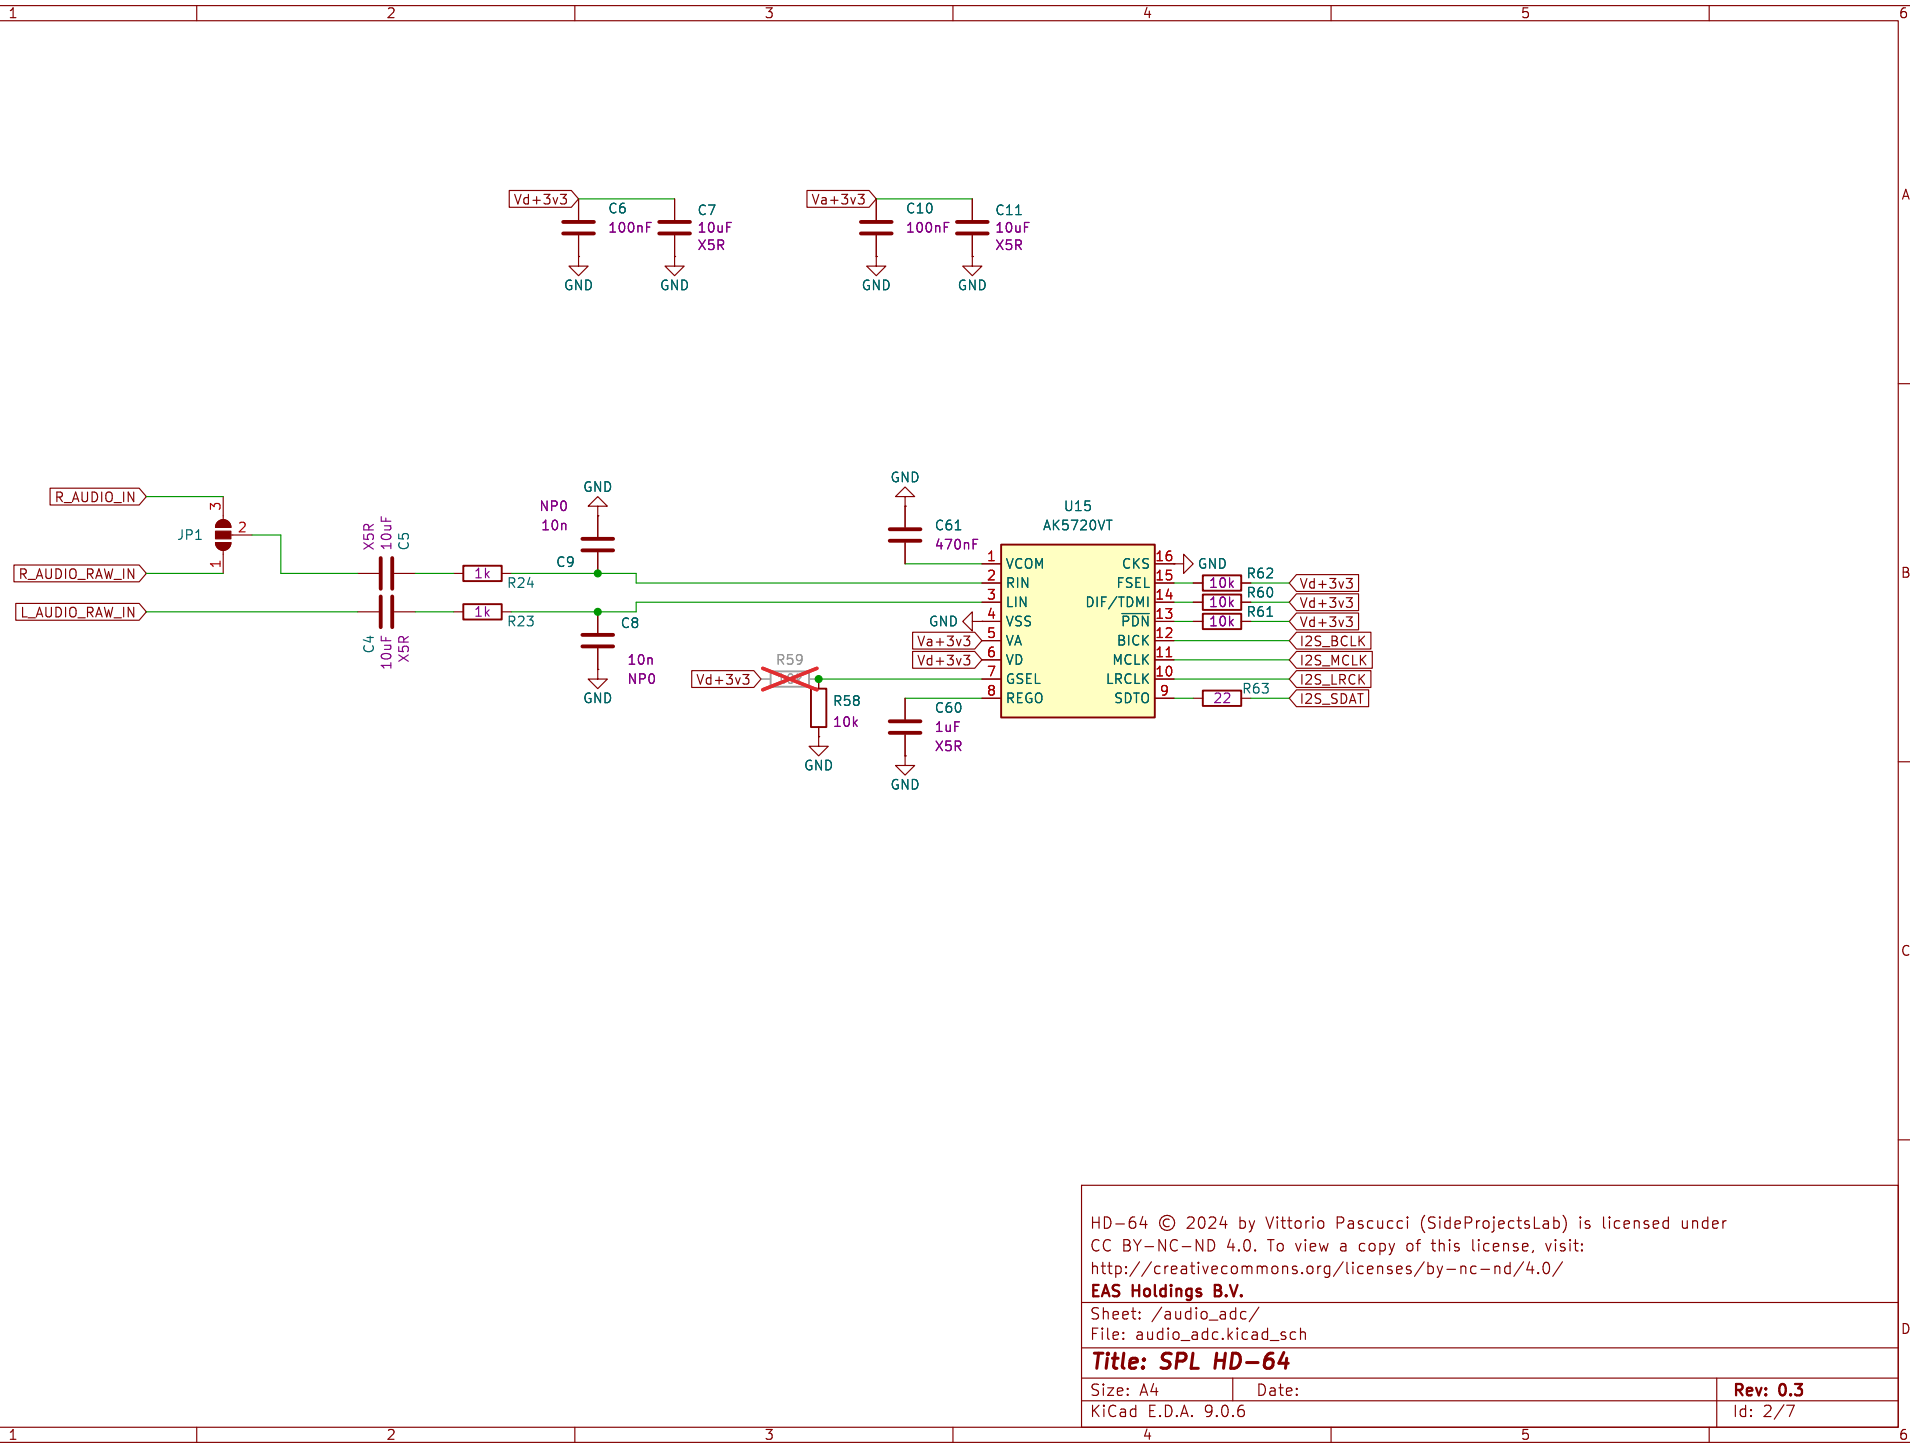 1 2 3 4 5 6
A
B
C
D
Vd+3v3
C6
100nF
GND
C7
10uF
X5R
GND
Va+3v3
C10
100nF
GND
C11
10uF
X5R
GND
R_AUDIO_IN
R_AUDIO_RAW_IN
L_AUDIO_RAW_IN
JP1
3
2
1
X5R
10uF
C5
C4
10uF
X5R
1k
R24
1k
R23
GND
NP0
10n
C9
C8
10n
NP0
GND
Vd+3v3
R59
R58
10k
GND
GND
C61
470nF
C60
1uF
X5R
GND
U15
AK5720VT
1 VCOM
2 RIN
3 LIN
GND 4 VSS
Va+3v3 5 VA
Vd+3v3 6 VD
7 GSEL
8 REGO
CKS 16 GND
FSEL 15 10k R62 Vd+3v3
DIF/TDMI 14 10k R60 Vd+3v3
PDN 13 10k R61 Vd+3v3
BICK 12 I2S_BCLK
MCLK 11 I2S_MCLK
LRCLK 10 I2S_LRCK
SDTO 9 22 R63 I2S_SDAT
HD-64 © 2024 by Vittorio Pascucci (SideProjectsLab) is licensed under
CC BY-NC-ND 4.0. To view a copy of this license, visit:
http://creativecommons.org/licenses/by-nc-nd/4.0/
EAS Holdings B.V.
Sheet: /audio_adc/
File: audio_adc.kicad_sch
Title: SPL HD-64
Size: A4 Date: Rev: 0.3
KiCad E.D.A. 9.0.6 Id: 2/7
1 2 3 4 5 6